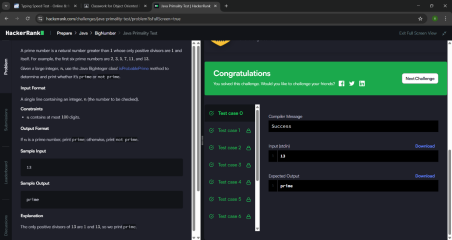 Typing Speed Test - Online
Classwork for Object Oriented
Java Primality Test | HackerRank
hackerrank.com/challenges/java-primality-test/problem?isFullScreen=true
HackerRank
Prepare > Java > BigNumber > Java Primality Test
Exit Full Screen View
Problem
Submissions
Leaderboard
Discussions
A prime number is a natural number greater than 1 whose only positive divisors are 1 and
itself. For example, the first six prime numbers are 2, 3, 5, 7, 11, and 13.
Given a large integer, n, use the Java BigInteger class' isProbablePrime method to
determine and print whether it's prime or not prime.
Input Format
A single line containing an integer, n (the number to be checked).
Constraints
n contains at most 100 digits.
Output Format
If n is a prime number, print prime; otherwise, print not prime.
Sample Input
13
Sample Output
prime
Explanation
The only positive divisors of 13 are 1 and 13, so we print prime.
Congratulations
You solved this challenge. Would you like to challenge your friends?
Next Challenge
Test case 0
Test case 1
Test case 2
Test case 3
Test case 4
Test case 5
Test case 6
Compiler Message
Success
Input (stdin)
Download
13
Expected Output
Download
prime